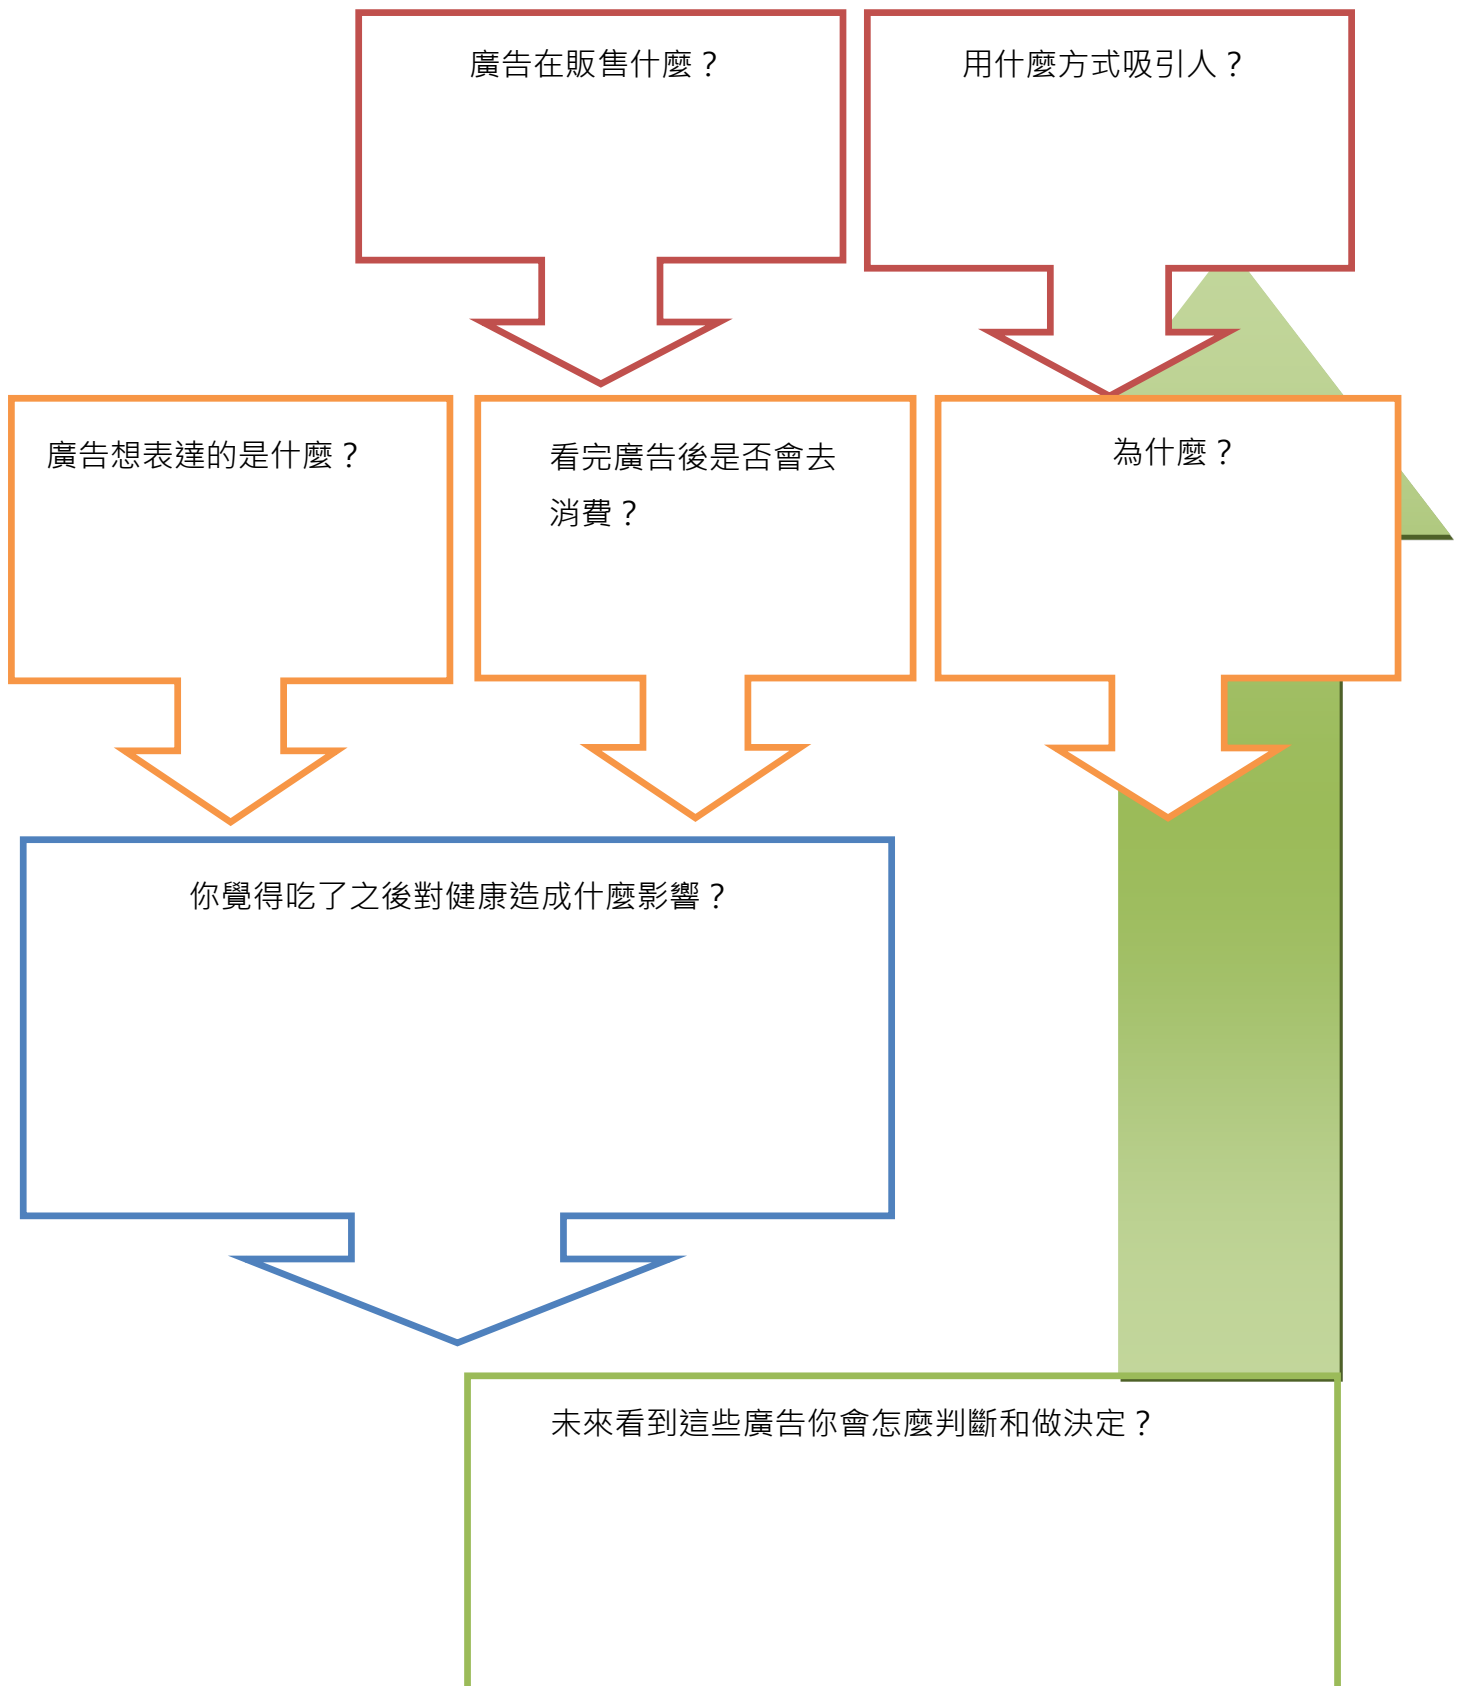 廣告在販售什麼？
用什麼方式吸引人？
廣告想表達的是什麼？
看完廣告後是否會去
消費？
為什麼？
你覺得吃了之後對健康造成什麼影響？
未來看到這些廣告你會怎麼判斷和做決定？